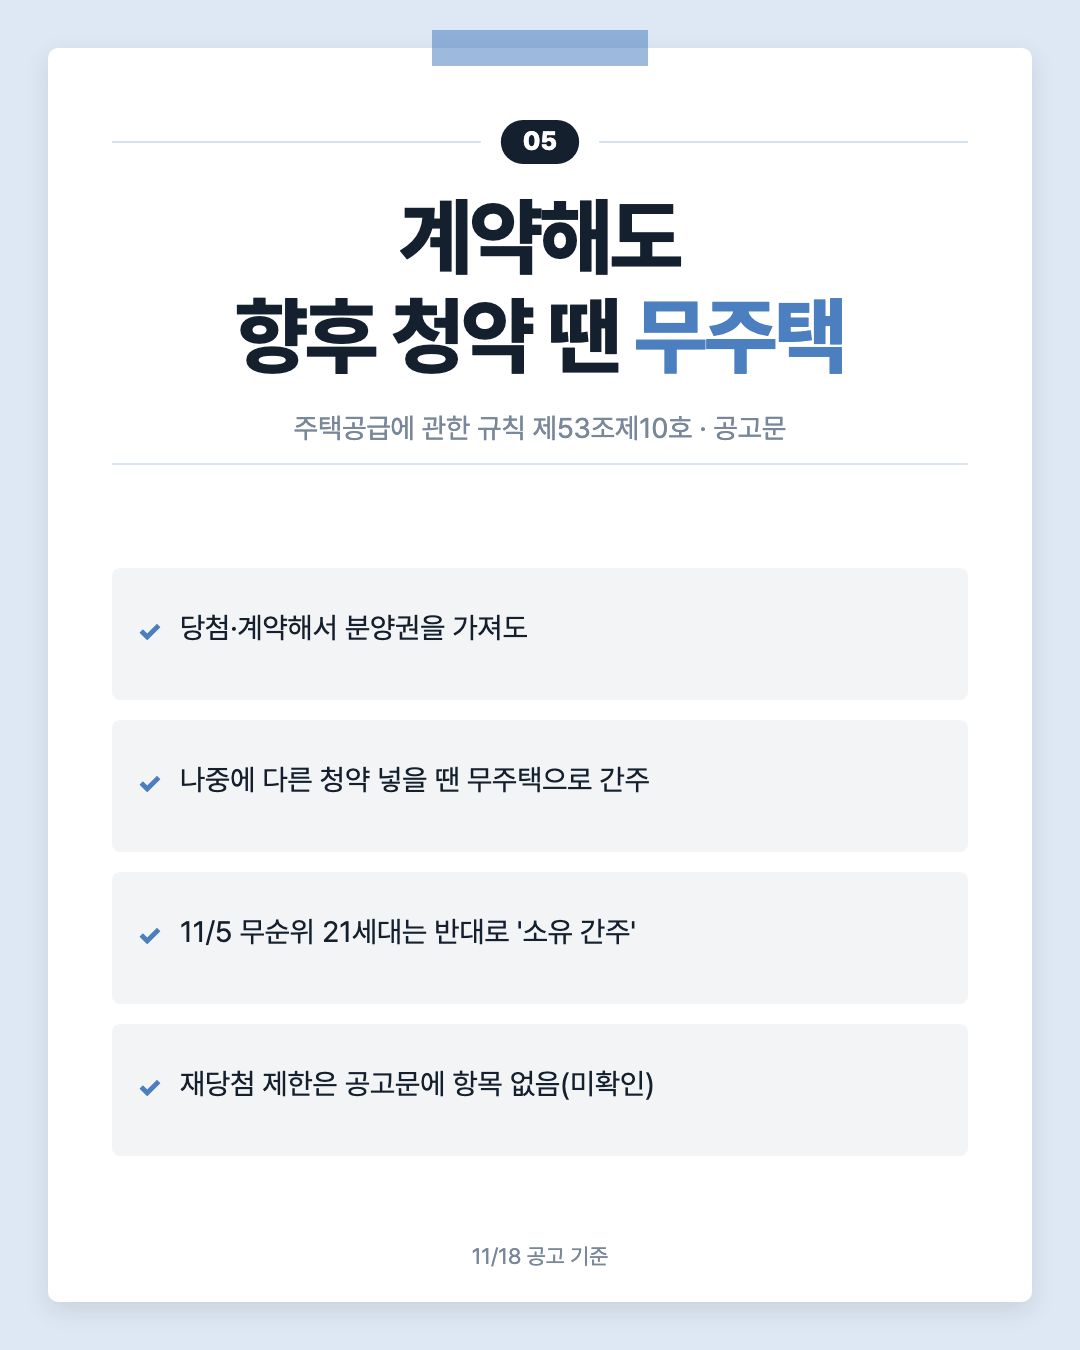 05
계약해도
향후 청약 땐 무주택
주택공급에 관한 규칙 제53조제10호 · 공고문
당첨·계약해서 분양권을 가져도
나중에 다른 청약 넣을 땐 무주택으로 간주
11/5 무순위 21세대는 반대로 '소유 간주'
재당첨 제한은 공고문에 항목 없음(미확인)
11/18 공고 기준